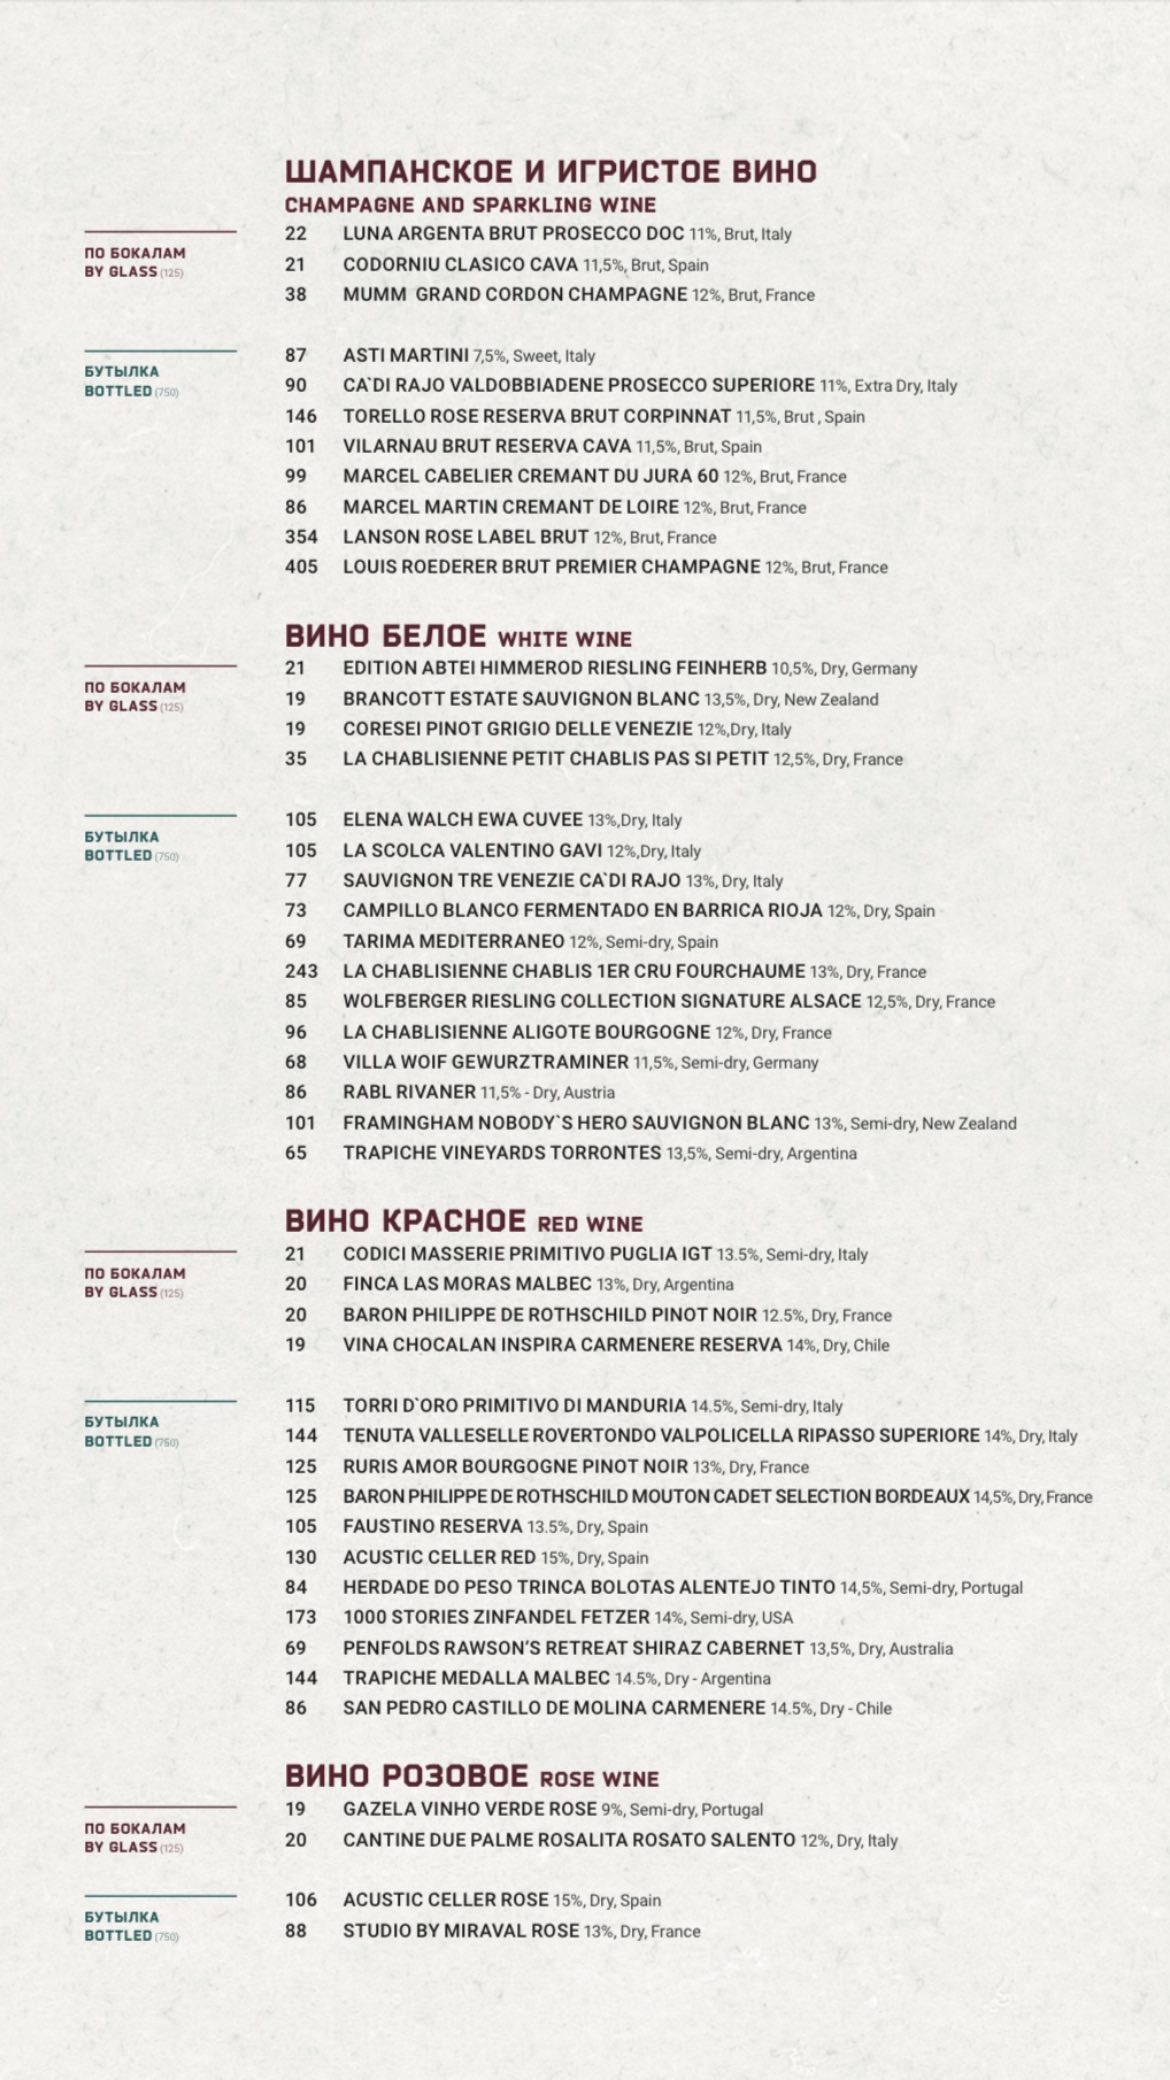 ШАМПАНСКОЕ И ИГРИСТОЕ ВИНО
CHAMPAGNE AND SPARKLING WINE
ПО БОКАЛАМ
BY GLASS (125)
22 LUNA ARGENTA BRUT PROSECCO DOC 11%, Brut, Italy
21 CODORNIU CLASICO CAVA 11,5%, Brut, Spain
38 MUMM GRAND CORDON CHAMPAGNE 12%, Brut, France
БУТЫЛКА
BOTTLED (750)
87 ASTI MARTINI 7,5%, Sweet, Italy
90 CA`DI RAJO VALDOBBIADENE PROSECCO SUPERIORE 11%, Extra Dry, Italy
146 TORELLO ROSE RESERVA BRUT CORPINNAT 11,5%, Brut , Spain
101 VILARNAU BRUT RESERVA CAVA 11,5%, Brut, Spain
99 MARCEL CABELIER CREMANT DU JURA 60 12%, Brut, France
86 MARCEL MARTIN CREMANT DE LOIRE 12%, Brut, France
354 LANSON ROSE LABEL BRUT 12%, Brut, France
405 LOUIS ROEDERER BRUT PREMIER CHAMPAGNE 12%, Brut, France
ВИНО БЕЛОЕ WHITE WINE
ПО БОКАЛАМ
BY GLASS (125)
21 EDITION ABTEI HIMMEROD RIESLING FEINHERB 10,5%, Dry, Germany
19 BRANCOTT ESTATE SAUVIGNON BLANC 13,5%, Dry, New Zealand
19 CORESEI PINOT GRIGIO DELLE VENEZIE 12%,Dry, Italy
35 LA CHABLISIENNE PETIT CHABLIS PAS SI PETIT 12,5%, Dry, France
БУТЫЛКА
BOTTLED (750)
105 ELENA WALCH EWA CUVEE 13%,Dry, Italy
105 LA SCOLCA VALENTINO GAVI 12%,Dry, Italy
77 SAUVIGNON TRE VENEZIE CA`DI RAJO 13%, Dry, Italy
73 CAMPILLO BLANCO FERMENTADO EN BARRICA RIOJA 12%, Dry, Spain
69 TARIMA MEDITERRANEO 12%, Semi-dry, Spain
243 LA CHABLISIENNE CHABLIS 1ER CRU FOURCHAUME 13%, Dry, France
85 WOLFBERGER RIESLING COLLECTION SIGNATURE ALSACE 12,5%, Dry, France
96 LA CHABLISIENNE ALIGOTE BOURGOGNE 12%, Dry, France
68 VILLA WOIF GEWURZTRAMINER 11,5%, Semi-dry, Germany
86 RABL RIVANER 11,5% - Dry, Austria
101 FRAMINGHAM NOBODY`S HERO SAUVIGNON BLANC 13%, Semi-dry, New Zealand
65 TRAPICHE VINEYARDS TORRONTES 13,5%, Semi-dry, Argentina
ВИНО КРАСНОЕ RED WINE
ПО БОКАЛАМ
BY GLASS (125)
21 CODICI MASSERIE PRIMITIVO PUGLIA IGT 13.5%, Semi-dry, Italy
20 FINCA LAS MORAS MALBEC 13%, Dry, Argentina
20 BARON PHILIPPE DE ROTHSCHILD PINOT NOIR 12.5%, Dry, France
19 VINA CHOCALAN INSPIRA CARMENERE RESERVA 14%, Dry, Chile
БУТЫЛКА
BOTTLED (750)
115 TORRI D`ORO PRIMITIVO DI MANDURIA 14.5%, Semi-dry, Italy
144 TENUTA VALLESELLE ROVERTONDO VALPOLICELLA RIPASSO SUPERIORE 14%, Dry, Italy
125 RURIS AMOR BOURGOGNE PINOT NOIR 13%, Dry, France
125 BARON PHILIPPE DE ROTHSCHILD MOUTON CADET SELECTION BORDEAUX 14,5%, Dry, France
105 FAUSTINO RESERVA 13.5%, Dry, Spain
130 ACUSTIC CELLER RED 15%, Dry, Spain
84 HERDADE DO PESO TRINCA BOLOTAS ALENTEJO TINTO 14,5%, Semi-dry, Portugal
173 1000 STORIES ZINFANDEL FETZER 14%, Semi-dry, USA
69 PENFOLDS RAWSON’S RETREAT SHIRAZ CABERNET 13,5%, Dry, Australia
144 TRAPICHE MEDALLA MALBEC 14.5%, Dry - Argentina
86 SAN PEDRO CASTILLO DE MOLINA CARMENERE 14.5%, Dry - Chile
ВИНО РОЗОВОЕ ROSE WINE
ПО БОКАЛАМ
BY GLASS (125)
19 GAZELA VINHO VERDE ROSE 9%, Semi-dry, Portugal
20 CANTINE DUE PALME ROSALITA ROSATO SALENTO 12%, Dry, Italy
БУТЫЛКА
BOTTLED (750)
106 ACUSTIC CELLER ROSE 15%, Dry, Spain
88 STUDIO BY MIRAVAL ROSE 13%, Dry, France